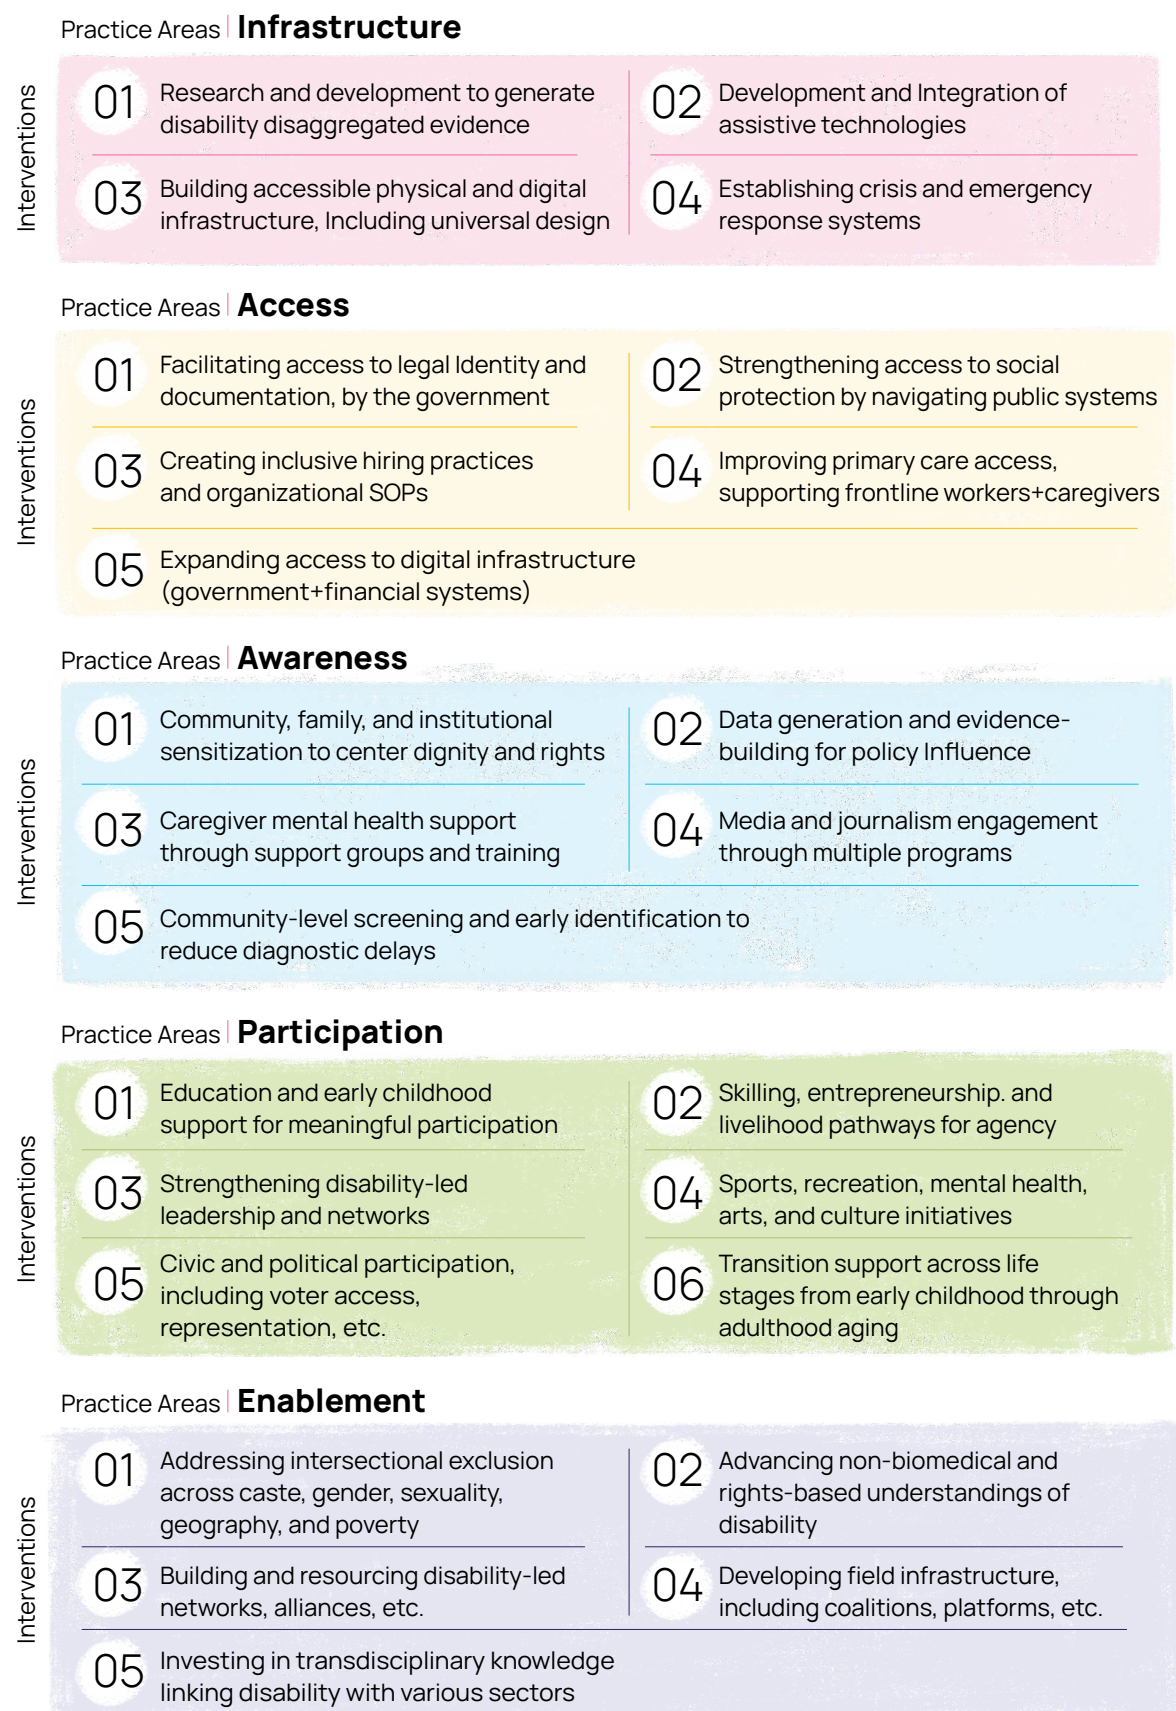 Practice Areas | Infrastructure
Interventions
01 Research and development to generate
disability disaggregated evidence
02 Development and Integration of
assistive technologies
03 Building accessible physical and digital
infrastructure, Including universal design
04 Establishing crisis and emergency
response systems
Practice Areas | Access
Interventions
01 Facilitating access to legal Identity and
documentation, by the government
02 Strengthening access to social
protection by navigating public systems
03 Creating inclusive hiring practices
and organizational SOPs
04 Improving primary care access,
supporting frontline workers+caregivers
05 Expanding access to digital infrastructure
(government+financial systems)
Practice Areas | Awareness
Interventions
01 Community, family, and institutional
sensitization to center dignity and rights
02 Data generation and evidence-
building for policy Influence
03 Caregiver mental health support
through support groups and training
04 Media and journalism engagement
through multiple programs
05 Community-level screening and early identification to
reduce diagnostic delays
Practice Areas | Participation
Interventions
01 Education and early childhood
support for meaningful participation
02 Skilling, entrepreneurship. and
livelihood pathways for agency
03 Strengthening disability-led
leadership and networks
04 Sports, recreation, mental health,
arts, and culture initiatives
05 Civic and political participation,
including voter access,
representation, etc.
06 Transition support across life
stages from early childhood through
adulthood aging
Practice Areas | Enablement
Interventions
01 Addressing intersectional exclusion
across caste, gender, sexuality,
geography, and poverty
02 Advancing non-biomedical and
rights-based understandings of
disability
03 Building and resourcing disability-led
networks, alliances, etc.
04 Developing field infrastructure,
including coalitions, platforms, etc.
05 Investing in transdisciplinary knowledge
linking disability with various sectors